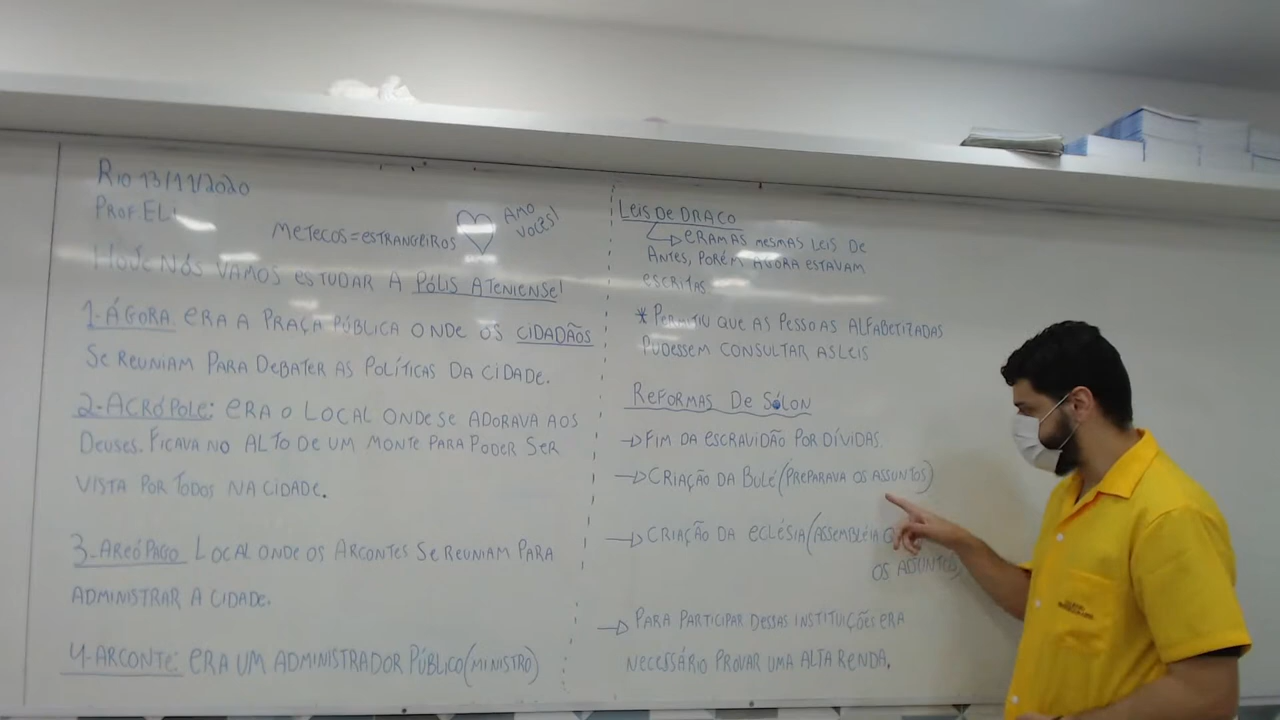 RIO 13/11/2020
PROF. ELI
METECOS = ESTRANGEIROS
AMO
VOCÊS!
HOJE NÓS VAMOS ESTUDAR A PÓLIS ATENIENSE!
1-ÁGORA: ERA A PRAÇA PÚBLICA ONDE OS CIDADÃOS
SE REUNIAM PARA DEBATER AS POLÍTICAS DA CIDADE.
2-ACRÓPOLE: ERA O LOCAL ONDE SE ADORAVA AOS
DEUSES. FICAVA NO ALTO DE UM MONTE PARA PODER SER
VISTA POR TODOS NA CIDADE.
3-AREÓPAGO LOCAL ONDE OS ARCONTES SE REUNIAM PARA
ADMINISTRAR A CIDADE.
4-ARCONTE: ERA UM ADMINISTRADOR PÚBLICO (MINISTRO)
LEIS DE DRACO
ERAM AS MESMAS LEIS DE
ANTES, PORÉM AGORA ESTAVAM
ESCRITAS
* PERMITIU QUE AS PESSOAS ALFABETIZADAS
PUDESSEM CONSULTAR AS LEIS
REFORMAS DE SÓLON
→ FIM DA ESCRAVIDÃO POR DÍVIDAS.
→ CRIAÇÃO DA BULÉ (PREPARAVA OS ASSUNTOS)
→ CRIAÇÃO DA ECLÉSIA (ASSEMBLÉIA
OS ASSUNTOS)
→ PARA PARTICIPAR DESSAS INSTITUIÇÕES ERA
NECESSÁRIO PROVAR UMA ALTA RENDA.